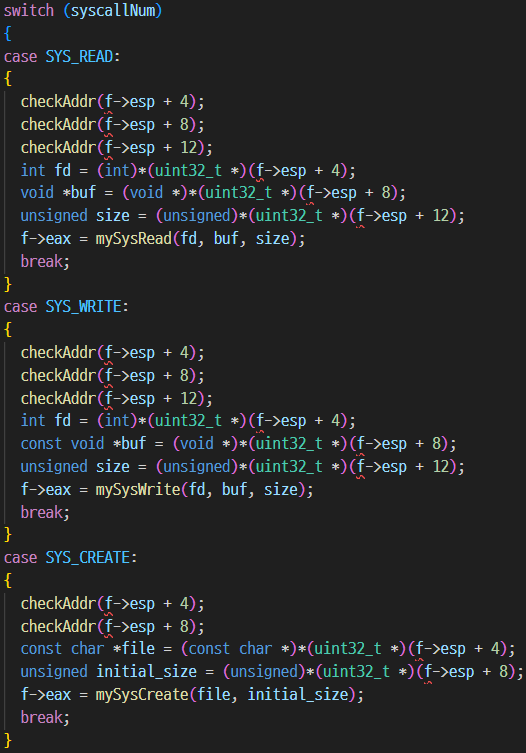 switch (syscallNum)
{
case SYS_READ:
{
  checkAddr(f->esp + 4);
  checkAddr(f->esp + 8);
  checkAddr(f->esp + 12);
  int fd = (int)*(uint32_t *)(f->esp + 4);
  void *buf = (void *)*(uint32_t *)(f->esp + 8);
  unsigned size = (unsigned)*(uint32_t *)(f->esp + 12);
  f->eax = mySysRead(fd, buf, size);
  break;
}
case SYS_WRITE:
{
  checkAddr(f->esp + 4);
  checkAddr(f->esp + 8);
  checkAddr(f->esp + 12);
  int fd = (int)*(uint32_t *)(f->esp + 4);
  const void *buf = (void *)*(uint32_t *)(f->esp + 8);
  unsigned size = (unsigned)*(uint32_t *)(f->esp + 12);
  f->eax = mySysWrite(fd, buf, size);
  break;
}
case SYS_CREATE:
{
  checkAddr(f->esp + 4);
  checkAddr(f->esp + 8);
  const char *file = (const char *)*(uint32_t *)(f->esp + 4);
  unsigned initial_size = (unsigned)*(uint32_t *)(f->esp + 8);
  f->eax = mySysCreate(file, initial_size);
  break;
}